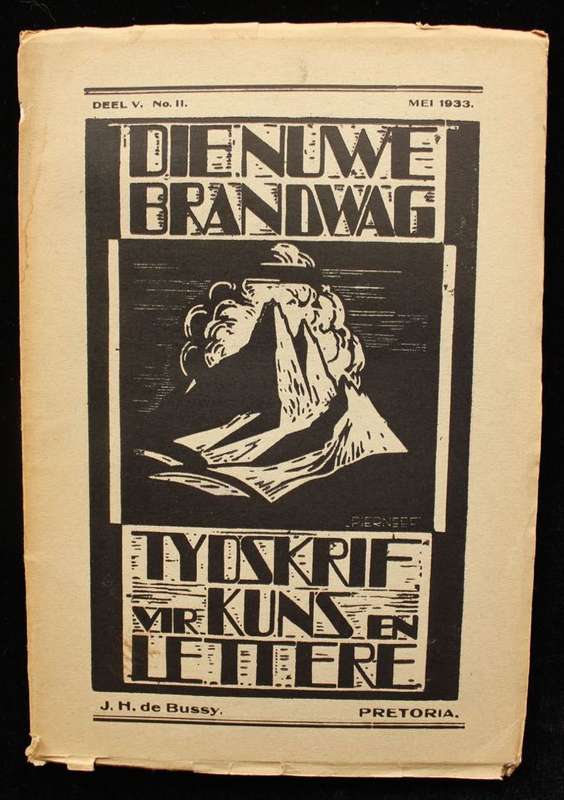 DEEL V. No. II. MEI 1933.
DIE NUWE
BRANDWAG
PIERNEEF
TYDSKRIF
VIR KUNS EN
LETTERE
J. H. de Bussy. PRETORIA.